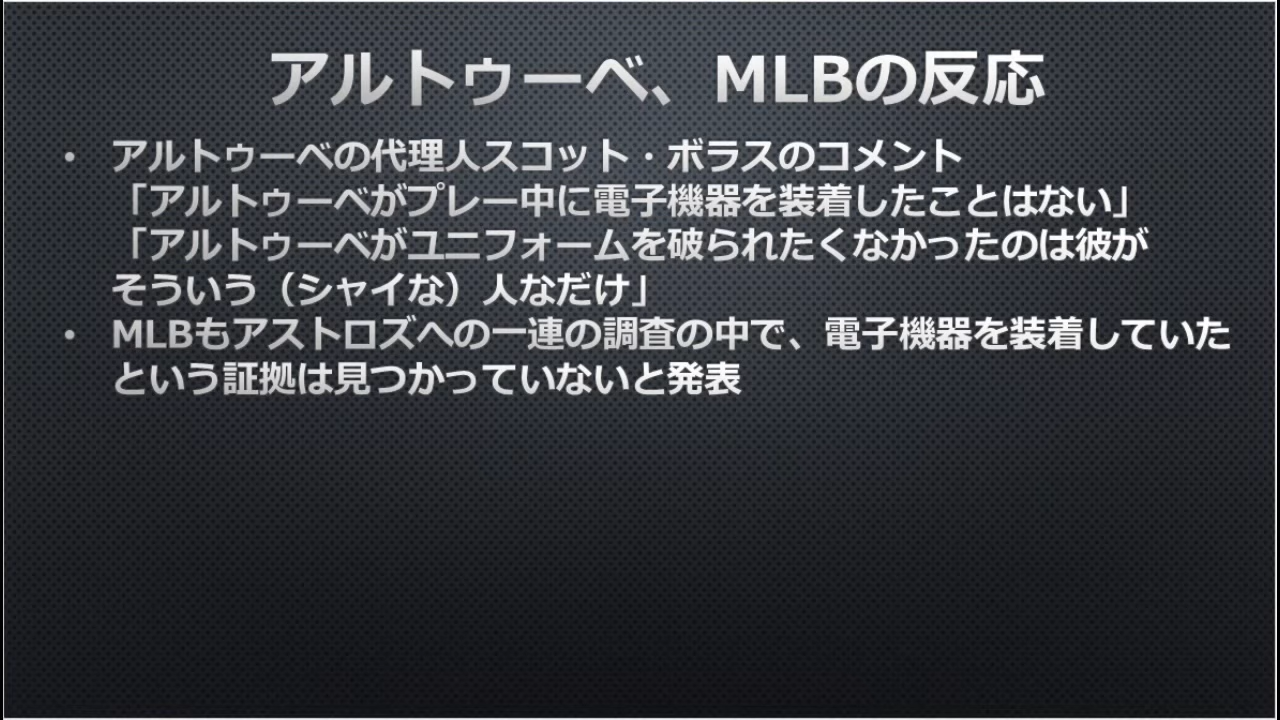 アルトゥーベ、MLBの反応
• アルトゥーベの代理人スコット・ボラスのコメント
「アルトゥーベがプレー中に電子機器を装着したことはない」
「アルトゥーベがユニフォームを破られたくなかったのは彼が
そういう（シャイな）人なだけ」
• MLBもアストロズへの一連の調査の中で、電子機器を装着していた
という証拠は見つかっていないと発表